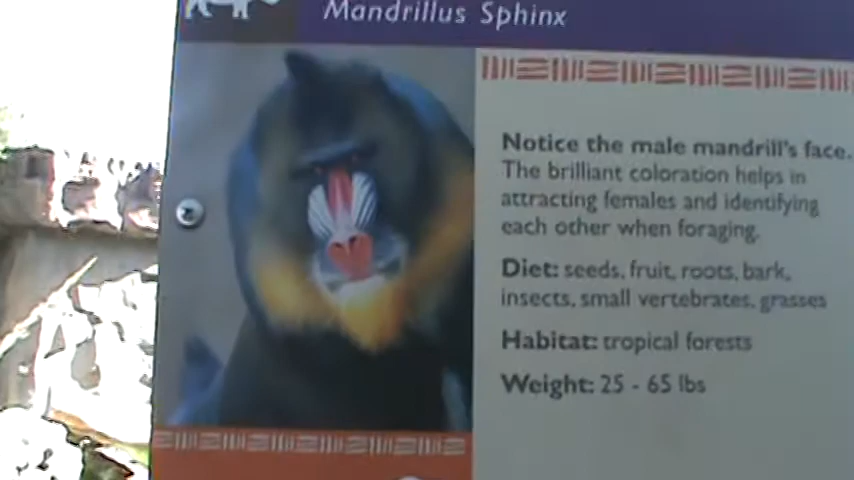 Mandrillus Sphinx
Notice the male mandrill's face.
The brilliant coloration helps in
attracting females and identifying
each other when foraging.
Diet: seeds, fruit, roots, bark,
insects, small vertebrates, grasses
Habitat: tropical forests
Weight: 25 - 65 lbs